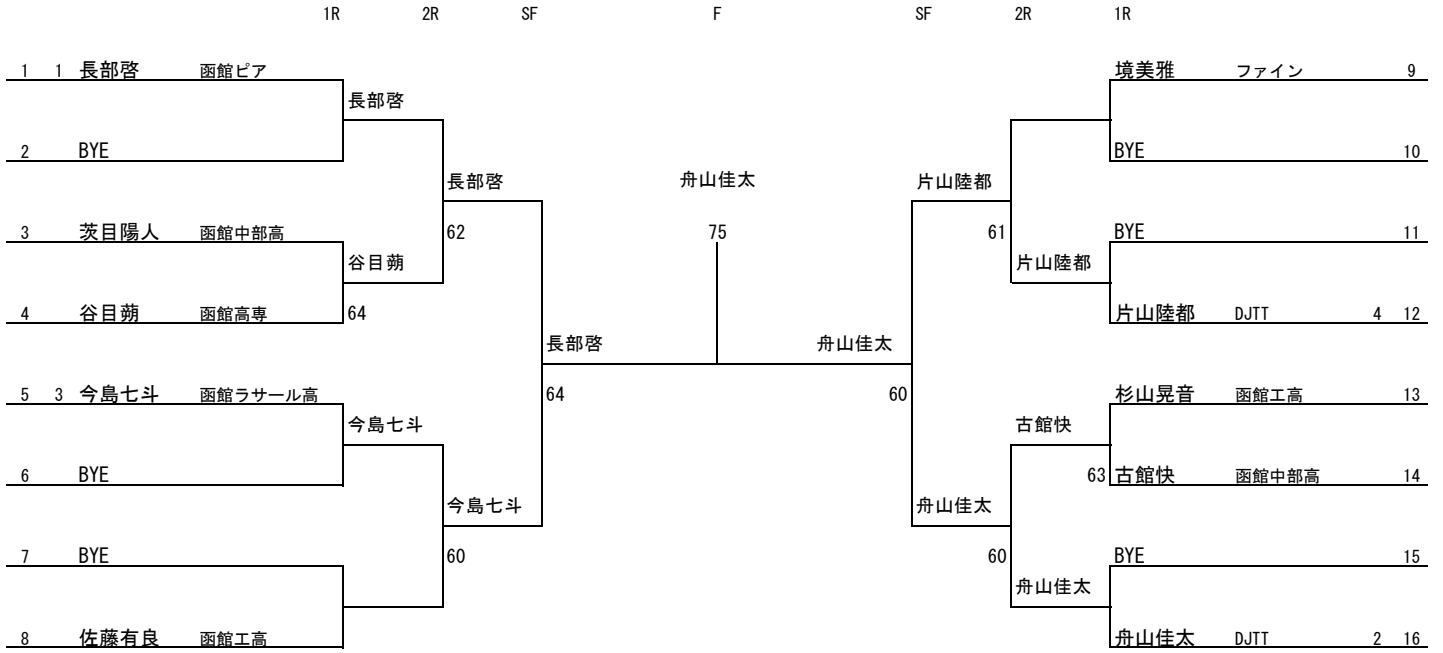 1R 2R SF F SF 2R 1R
1 1 長部啓 函館ピア
境美雅 ファイン 9
長部啓
2 BYE
BYE 10
長部啓
舟山佳太
片山陸都
3 茨目陽人 函館中部高
62
75
61
BYE 11
谷目蒴
片山陸都
4 谷目蒴 函館高専
64
片山陸都 DJTT 4 12
長部啓
舟山佳太
5 3 今島七斗 函館ラサール高
64
60
杉山晃音 函館工高 13
今島七斗
古館快
6 BYE
63
古館快 函館中部高 14
今島七斗
舟山佳太
7 BYE
60
60
BYE 15
舟山佳太
8 佐藤有良 函館工高
舟山佳太 DJTT 2 16